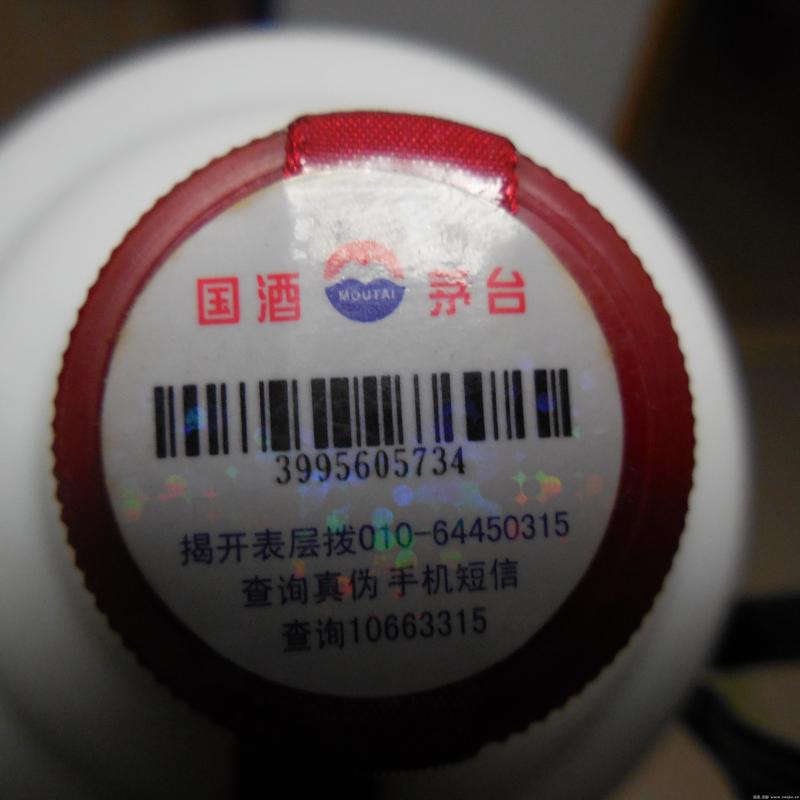 国酒 MOUTAI 茅台
3995605734
揭开表层拨010-64450315
查询真伪 手机短信
查询10663315